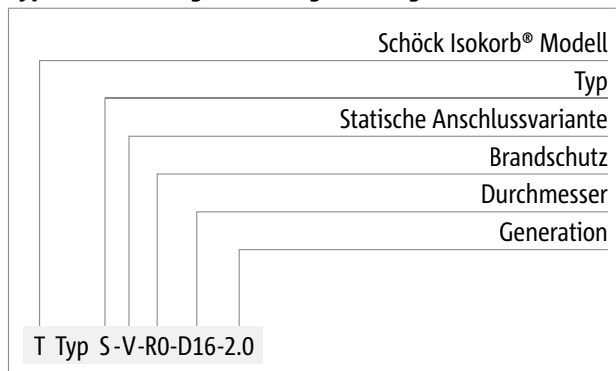 Schöck Isokorb® Modell
Typ
Statische Anschlussvariante
Brandschutz
Durchmesser
Generation
T Typ S-V-R0-D16-2.0